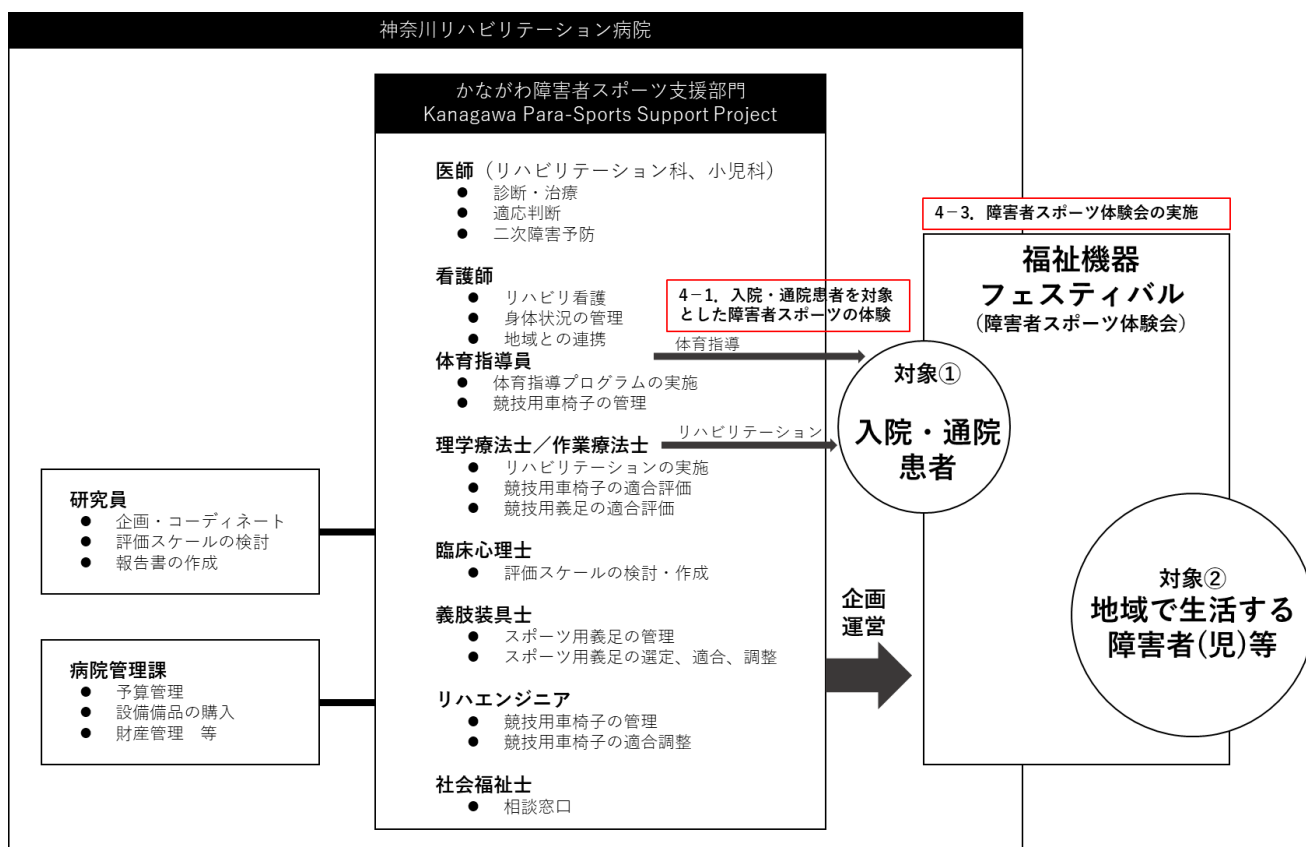 神奈川リハビリテーション病院
かながわ障害者スポーツ支援部門
Kanagawa Para-Sports Support Project
医師（リハビリテーション科、小児科）
● 診断・治療
● 適応判断
● 二次障害予防
看護師
● リハビリ看護
● 身体状況の管理
● 地域との連携
体育指導員
● 体育指導プログラムの実施
● 競技用車椅子の管理
理学療法士／作業療法士
● リハビリテーションの実施
● 競技用車椅子の適合評価
● 競技用義足の適合評価
臨床心理士
● 評価スケールの検討・作成
義肢装具士
● スポーツ用義足の管理
● スポーツ用義足の選定、適合、調整
リハエンジニア
● 競技用車椅子の管理
● 競技用車椅子の適合調整
社会福祉士
● 相談窓口
研究員
● 企画・コーディネート
● 評価スケールの検討
● 報告書の作成
病院管理課
● 予算管理
● 設備備品の購入
● 財産管理　等
4－1．入院・通院患者を対象
とした障害者スポーツの体験
体育指導
リハビリテーション
企画
運営
4－3．障害者スポーツ体験会の実施
福祉機器
フェスティバル
（障害者スポーツ体験会）
対象①
入院・通院
患者
対象②
地域で生活する
障害者(児)等